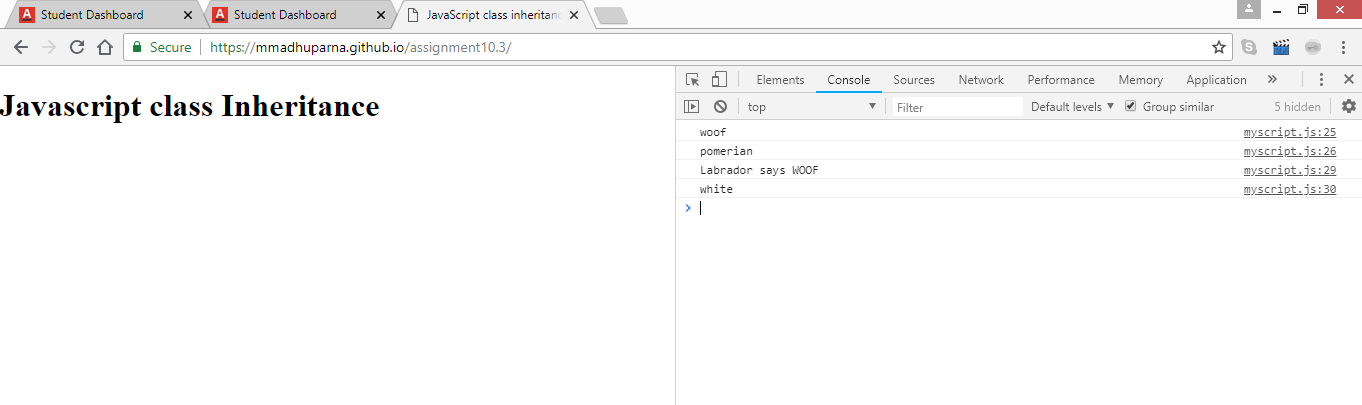 Student Dashboard
Student Dashboard
JavaScript class inheritanc
Secure
https://mmadhuparna.github.io/assignment10.3/
Javascript class Inheritance
Elements Console Sources Network Performance Memory Application »
top Filter Default levels Group similar 5 hidden
woof myscript.js:25
pomerian myscript.js:26
Labrador says WOOF myscript.js:29
white myscript.js:30